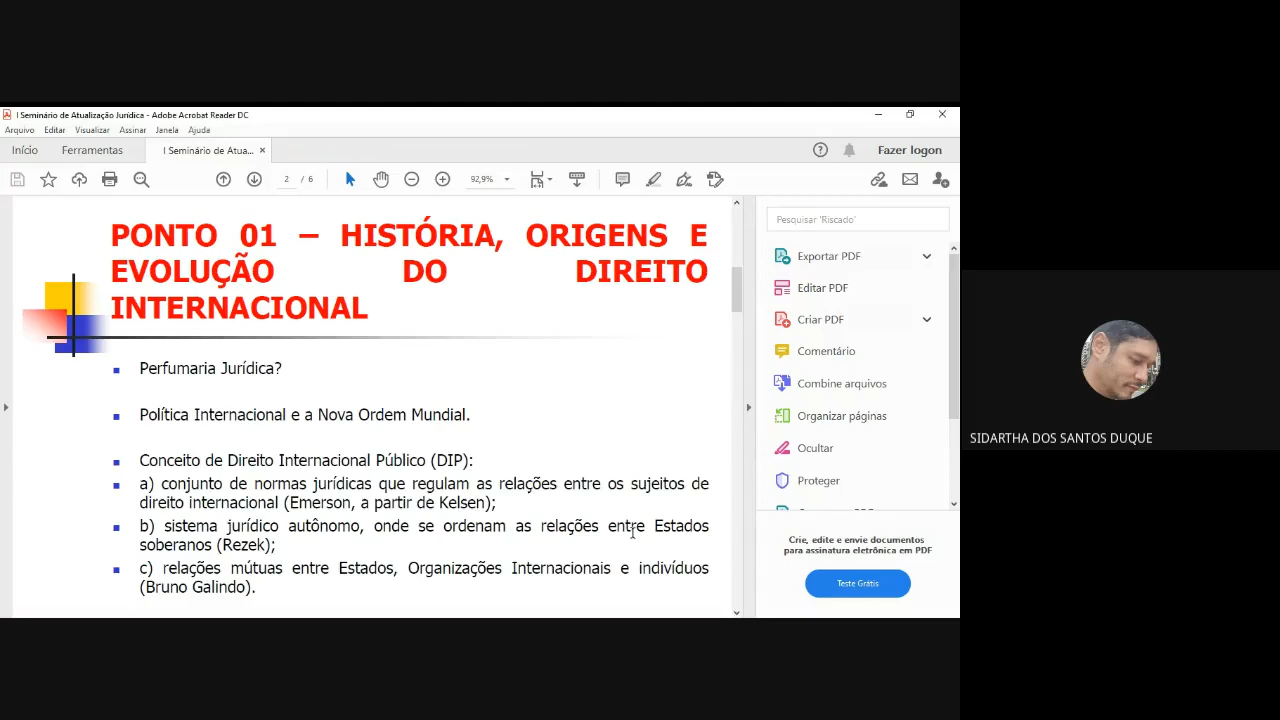 I Seminário de Atualização Jurídica - Adobe Acrobat Reader DC
Arquivo Editar Visualizar Assinar Janela Ajuda
Início Ferramentas I Seminário de Atua... × Fazer logon
2 / 6 92,9%
PONTO 01 – HISTÓRIA, ORIGENS E
EVOLUÇÃO DO DIREITO
INTERNACIONAL
Perfumaria Jurídica?
Política Internacional e a Nova Ordem Mundial.
Conceito de Direito Internacional Público (DIP):
a) conjunto de normas jurídicas que regulam as relações entre os sujeitos de
direito internacional (Emerson, a partir de Kelsen);
b) sistema jurídico autônomo, onde se ordenam as relações entre Estados
soberanos (Rezek);
c) relações mútuas entre Estados, Organizações Internacionais e indivíduos
(Bruno Galindo).
Pesquisar 'Riscado'
Exportar PDF
Editar PDF
Criar PDF
Comentário
Combine arquivos
Organizar páginas
Ocultar
Proteger
Crie, edite e envie documentos
para assinatura eletrônica em PDF
Teste Grátis
SIDARTHA DOS SANTOS DUQUE